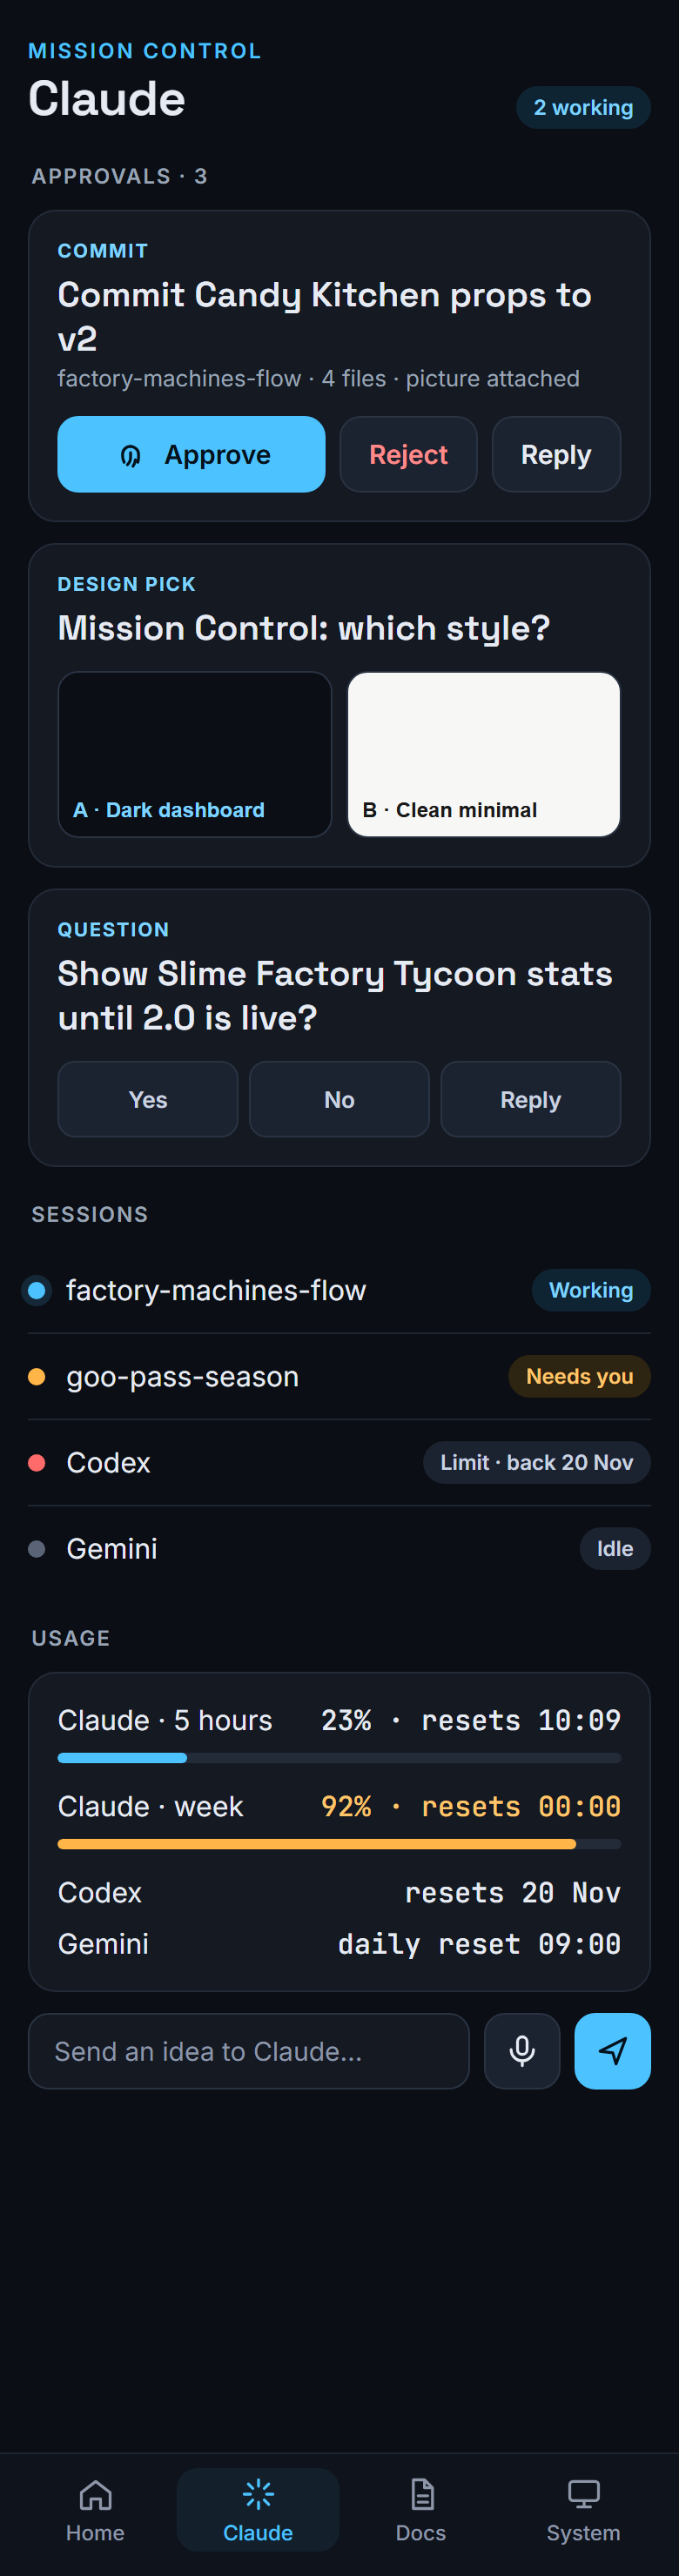 MISSION CONTROL
Claude
2 working
APPROVALS · 3
COMMIT
Commit Candy Kitchen props to
v2
factory-machines-flow · 4 files · picture attached
Approve
Reject
Reply
DESIGN PICK
Mission Control: which style?
A · Dark dashboard
B · Clean minimal
QUESTION
Show Slime Factory Tycoon stats
until 2.0 is live?
Yes
No
Reply
SESSIONS
factory-machines-flow
Working
goo-pass-season
Needs you
Codex
Limit · back 20 Nov
Gemini
Idle
USAGE
Claude · 5 hours
23% · resets 10:09
Claude · week
92% · resets 00:00
Codex
resets 20 Nov
Gemini
daily reset 09:00
Send an idea to Claude...
Home
Claude
Docs
System